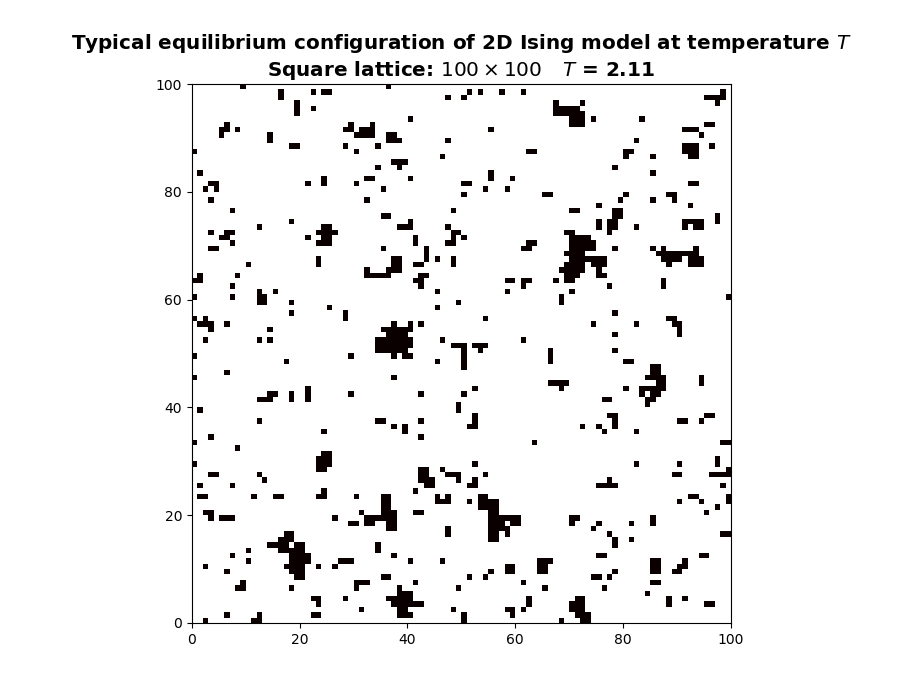 Typical equilibrium configuration of 2D Ising model at temperature T
Square lattice: 100 × 100 T = 2.11
100
80
60
40
20
0
0 20 40 60 80 100